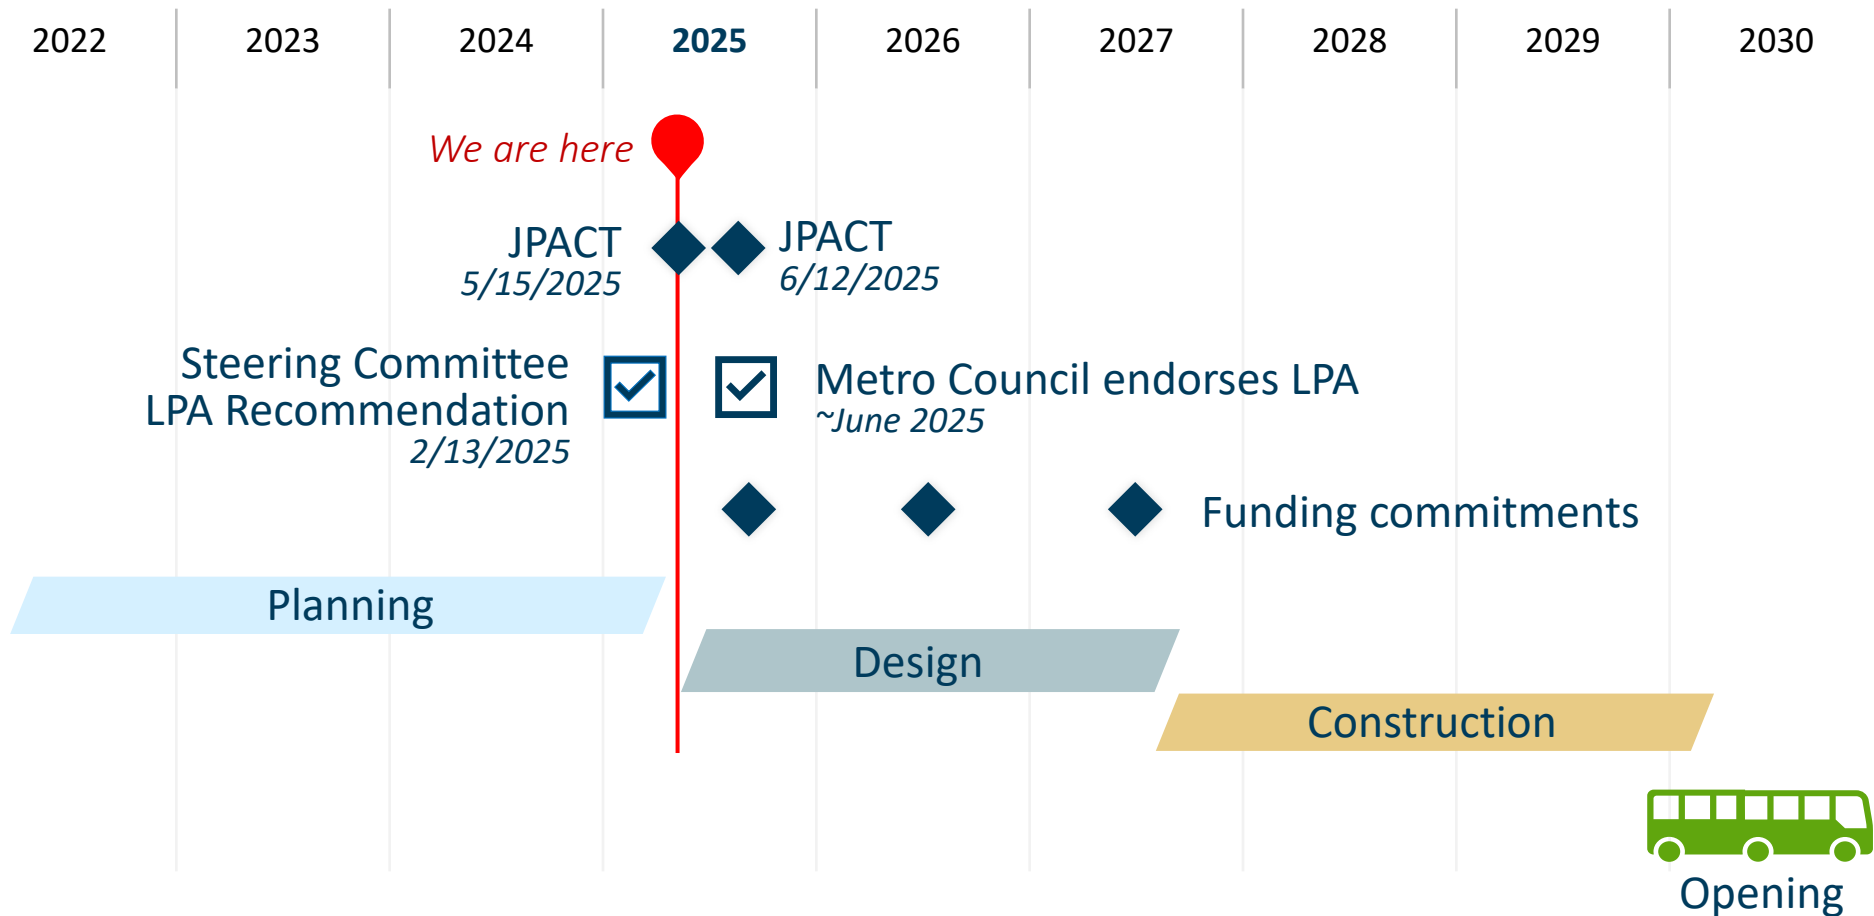 2022 2023 2024 2025 2026 2027 2028 2029 2030
We are here
JPACT
5/15/2025
JPACT
6/12/2025
Steering Committee
LPA Recommendation
2/13/2025
Metro Council endorses LPA
~June 2025
Funding commitments
Planning
Design
Construction
Opening